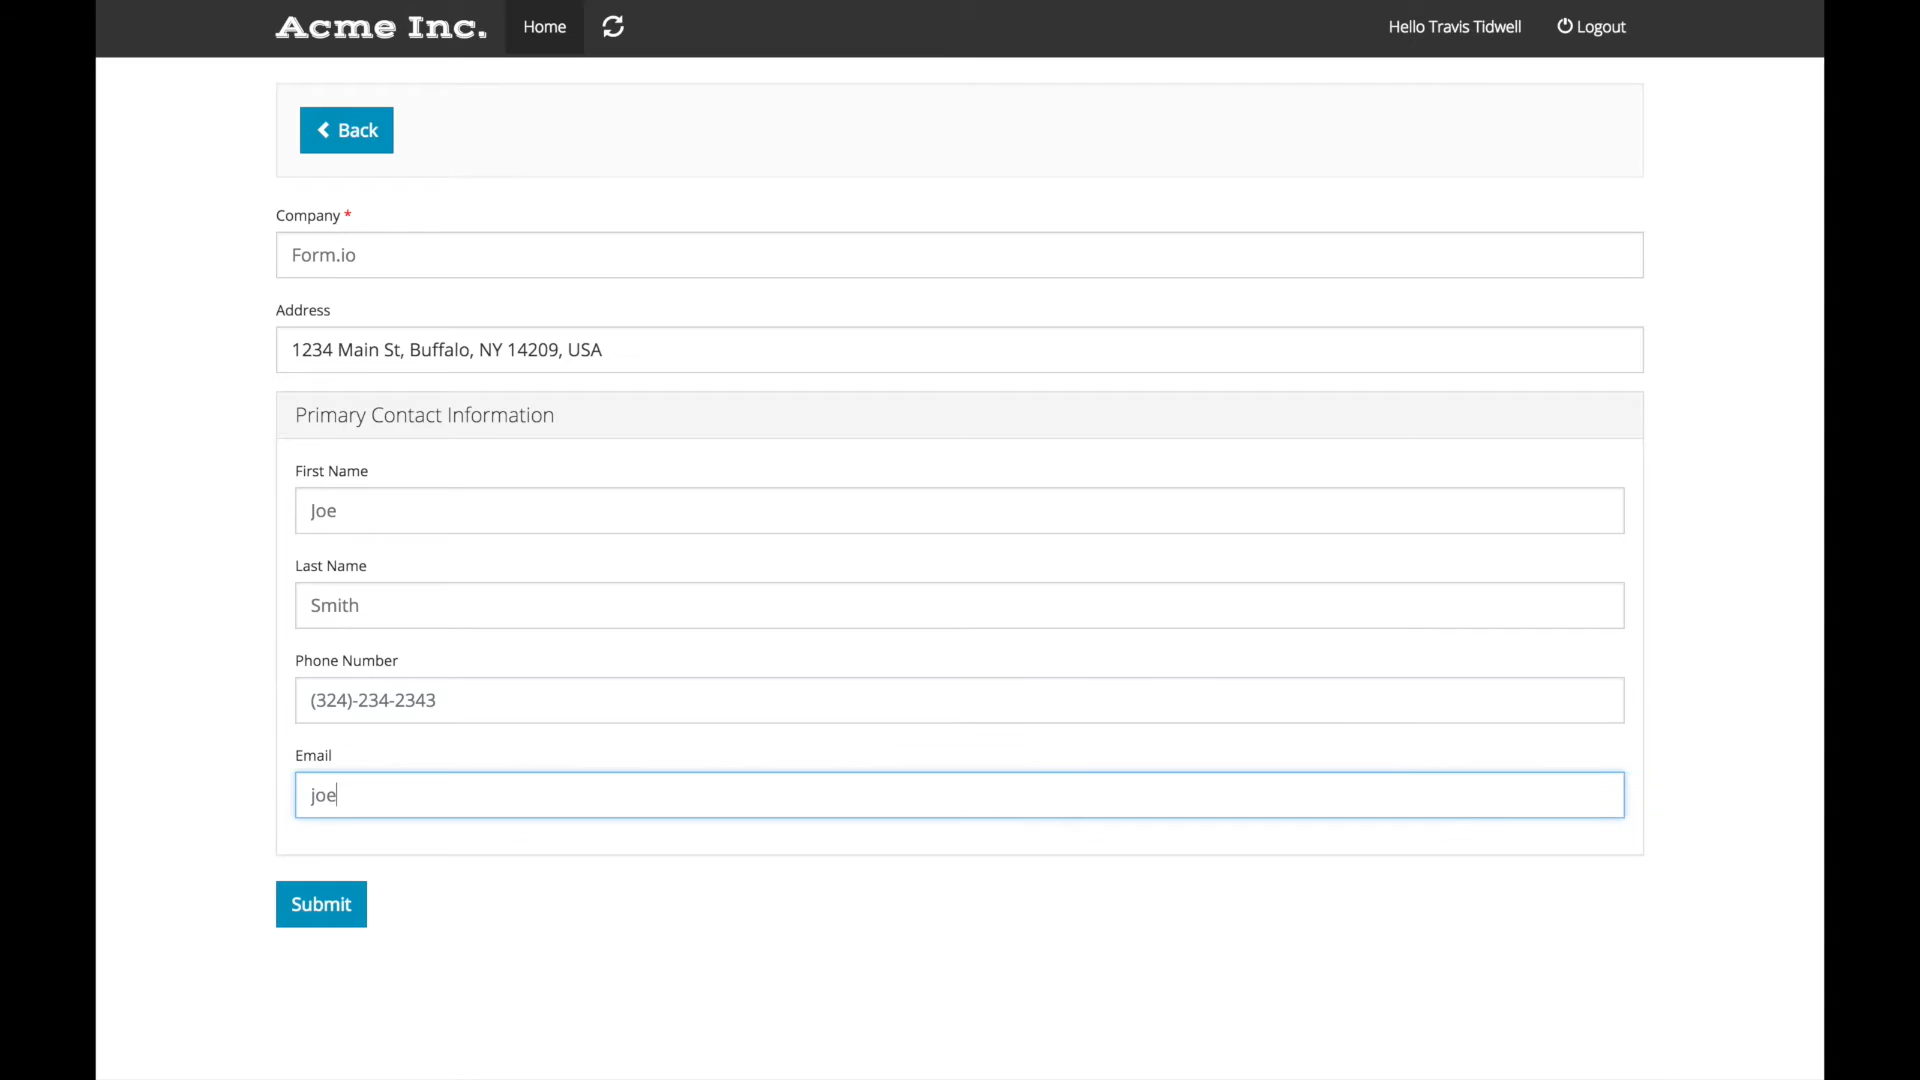 Acme Inc. Home Hello Travis Tidwell Logout
Back
Company *
Form.io
Address
1234 Main St, Buffalo, NY 14209, USA
Primary Contact Information
First Name
Joe
Last Name
Smith
Phone Number
(324)-234-2343
Email
joe
Submit